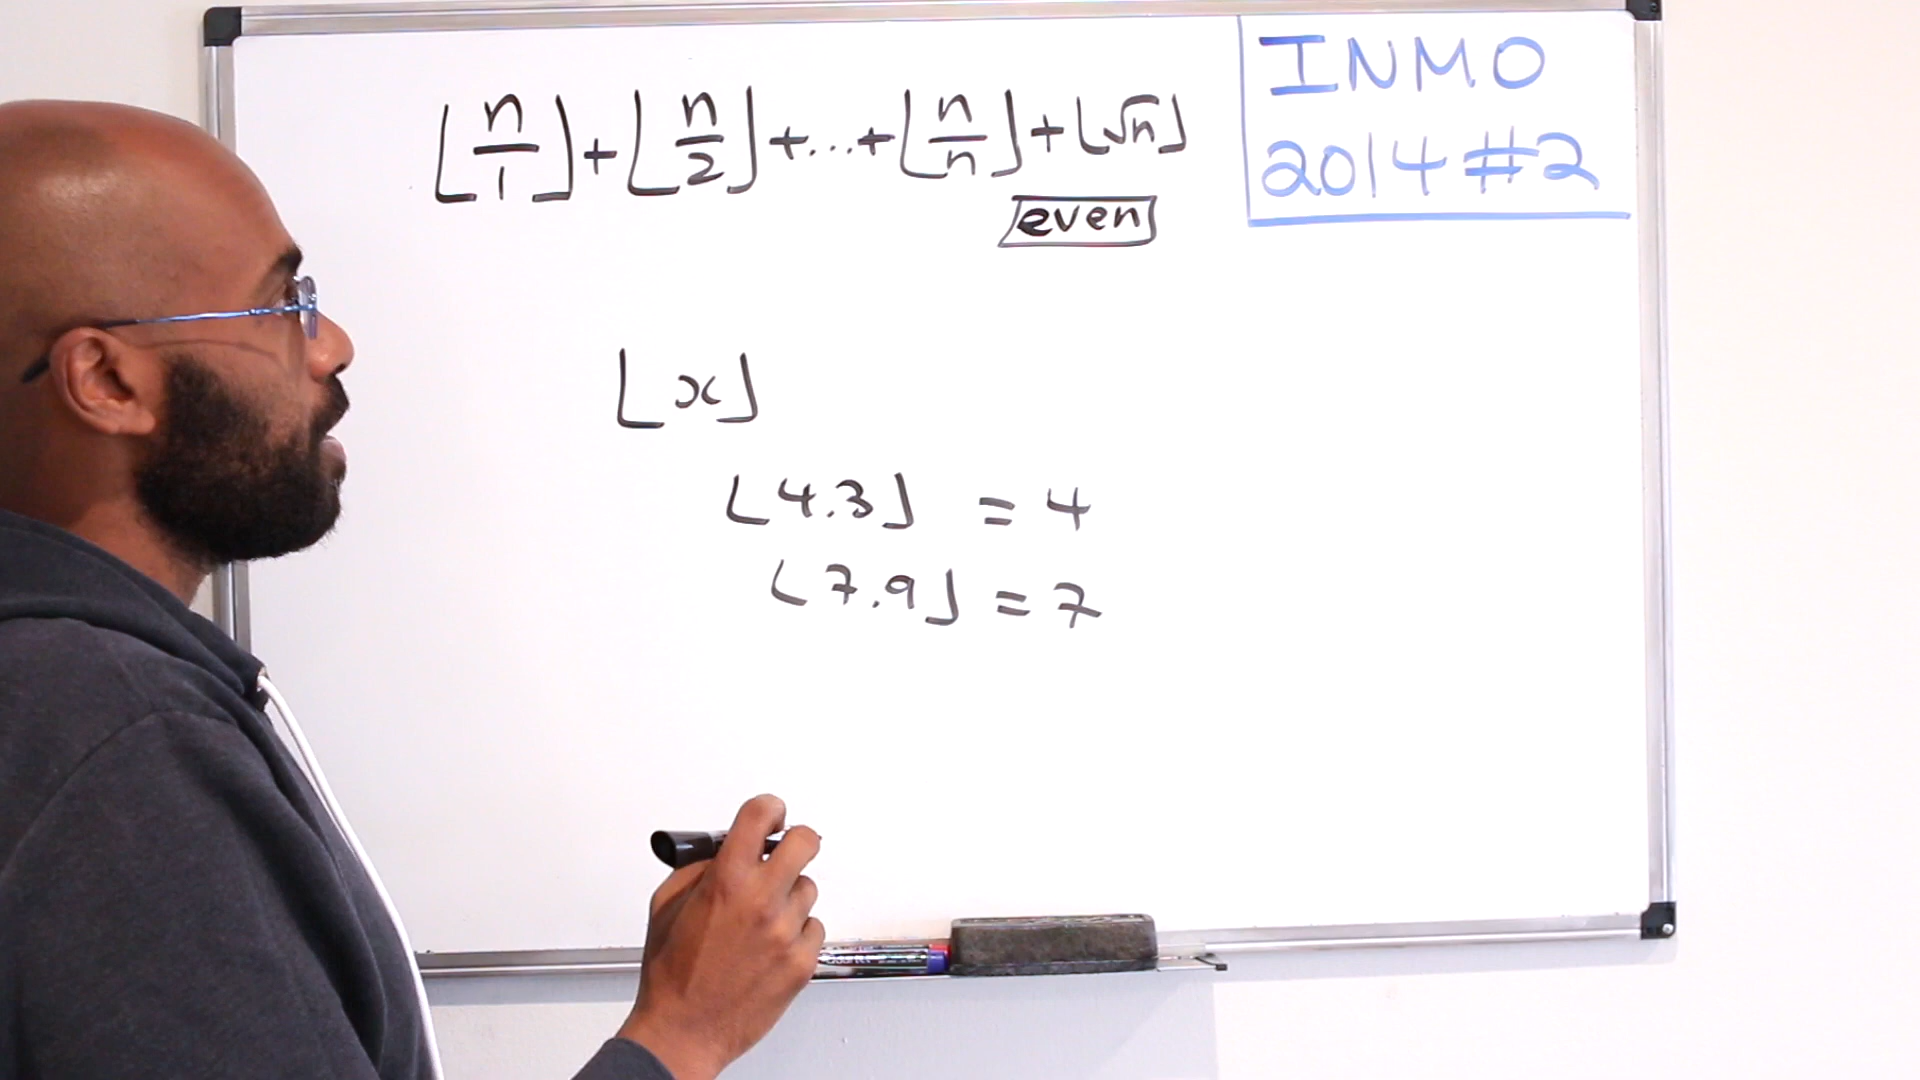 ⌊n/1⌋+⌊n/2⌋+...+⌊n/n⌋+⌊√n⌋
even
INMO
2014 #2
⌊x⌋
⌊4.3⌋ = 4
⌊7.9⌋ = 7